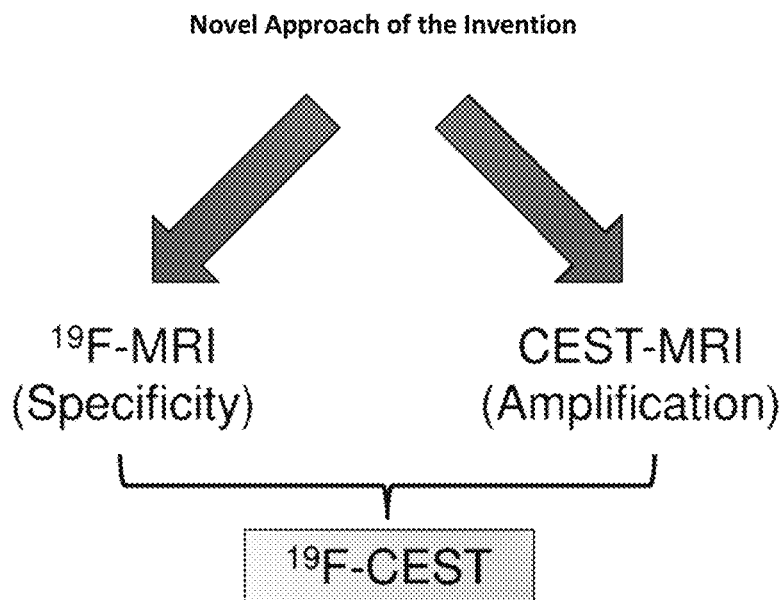 Novel Approach of the Invention
¹⁹F-MRI CEST-MRI
(Specificity) (Amplification)
¹⁹F-CEST